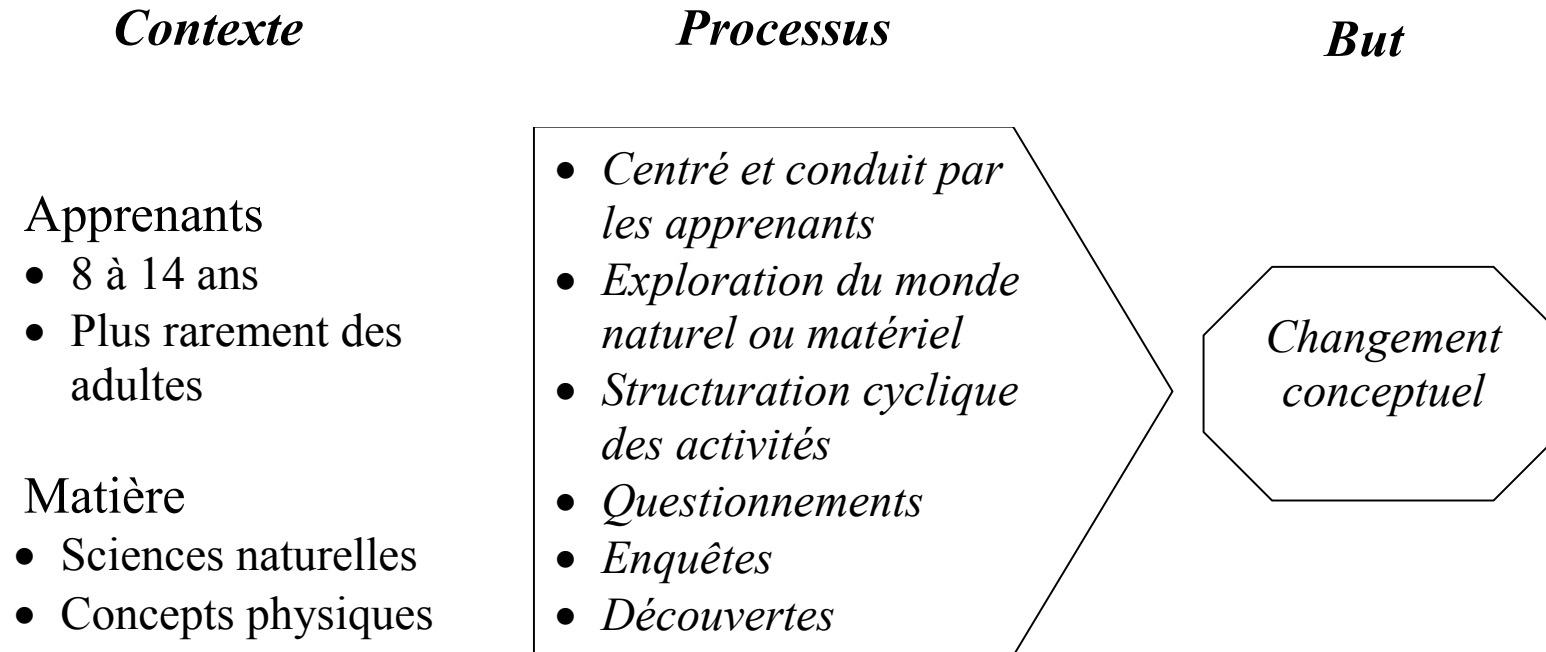 Contexte
Processus
But
Apprenants
• 8 à 14 ans
• Plus rarement des
adultes
Matière
• Sciences naturelles
• Concepts physiques
• Centré et conduit par
les apprenants
• Exploration du monde
naturel ou matériel
• Structuration cyclique
des activités
• Questionnements
• Enquêtes
• Découvertes
Changement
conceptuel